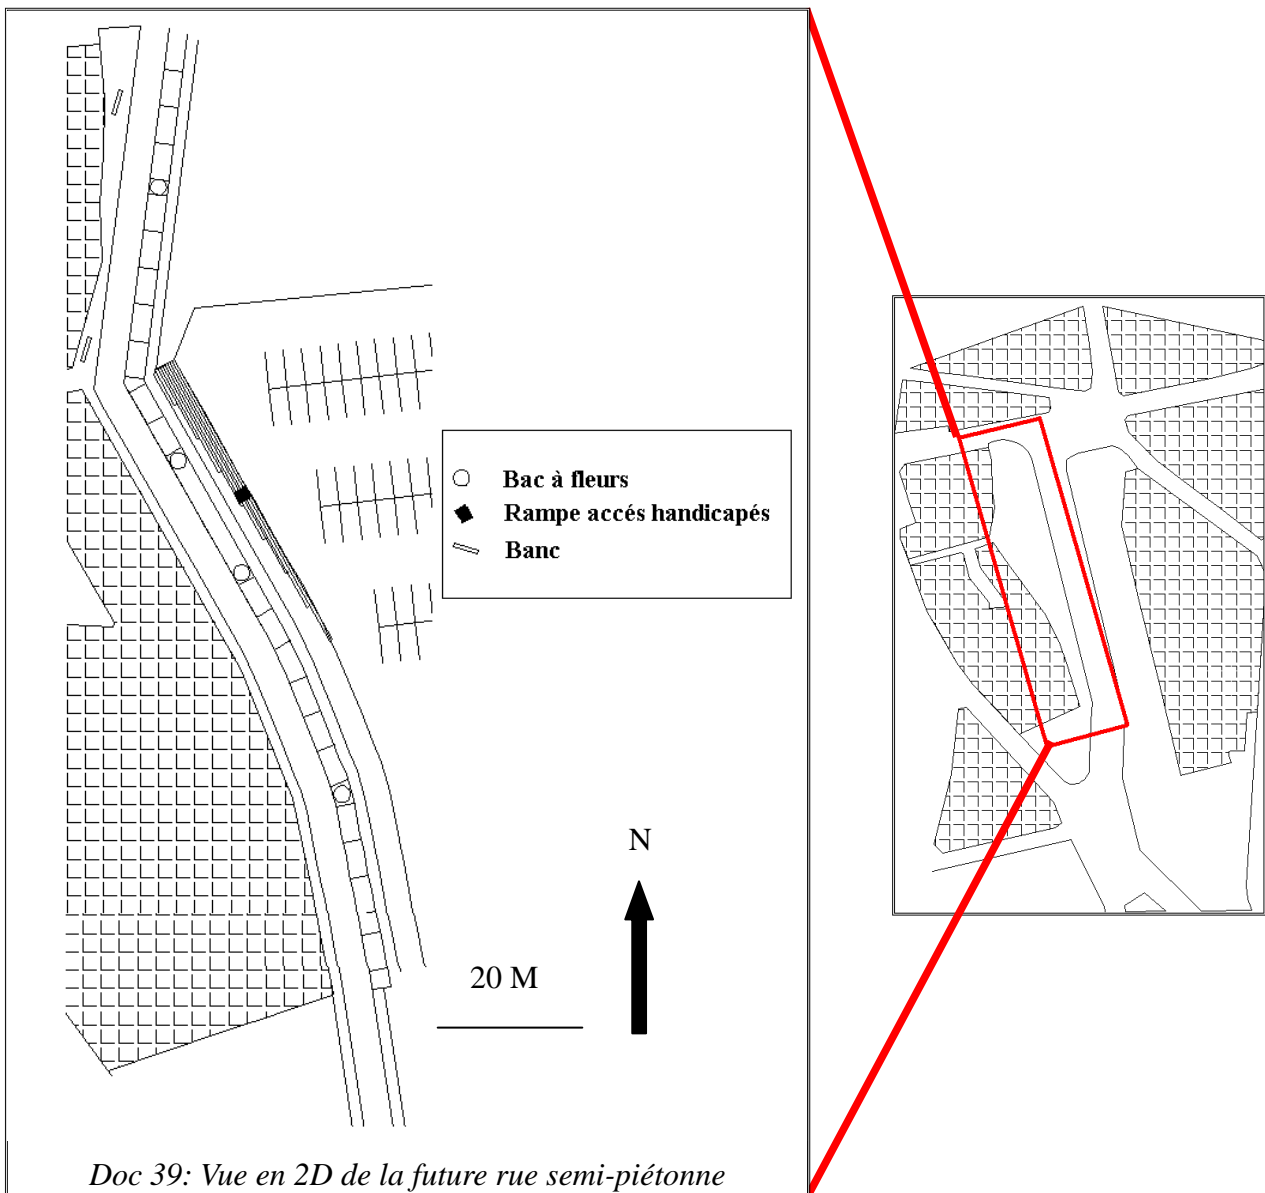 Bac à fleurs
Rampe accés handicapés
Banc
N
20 M
Doc 39: Vue en 2D de la future rue semi-piétonne